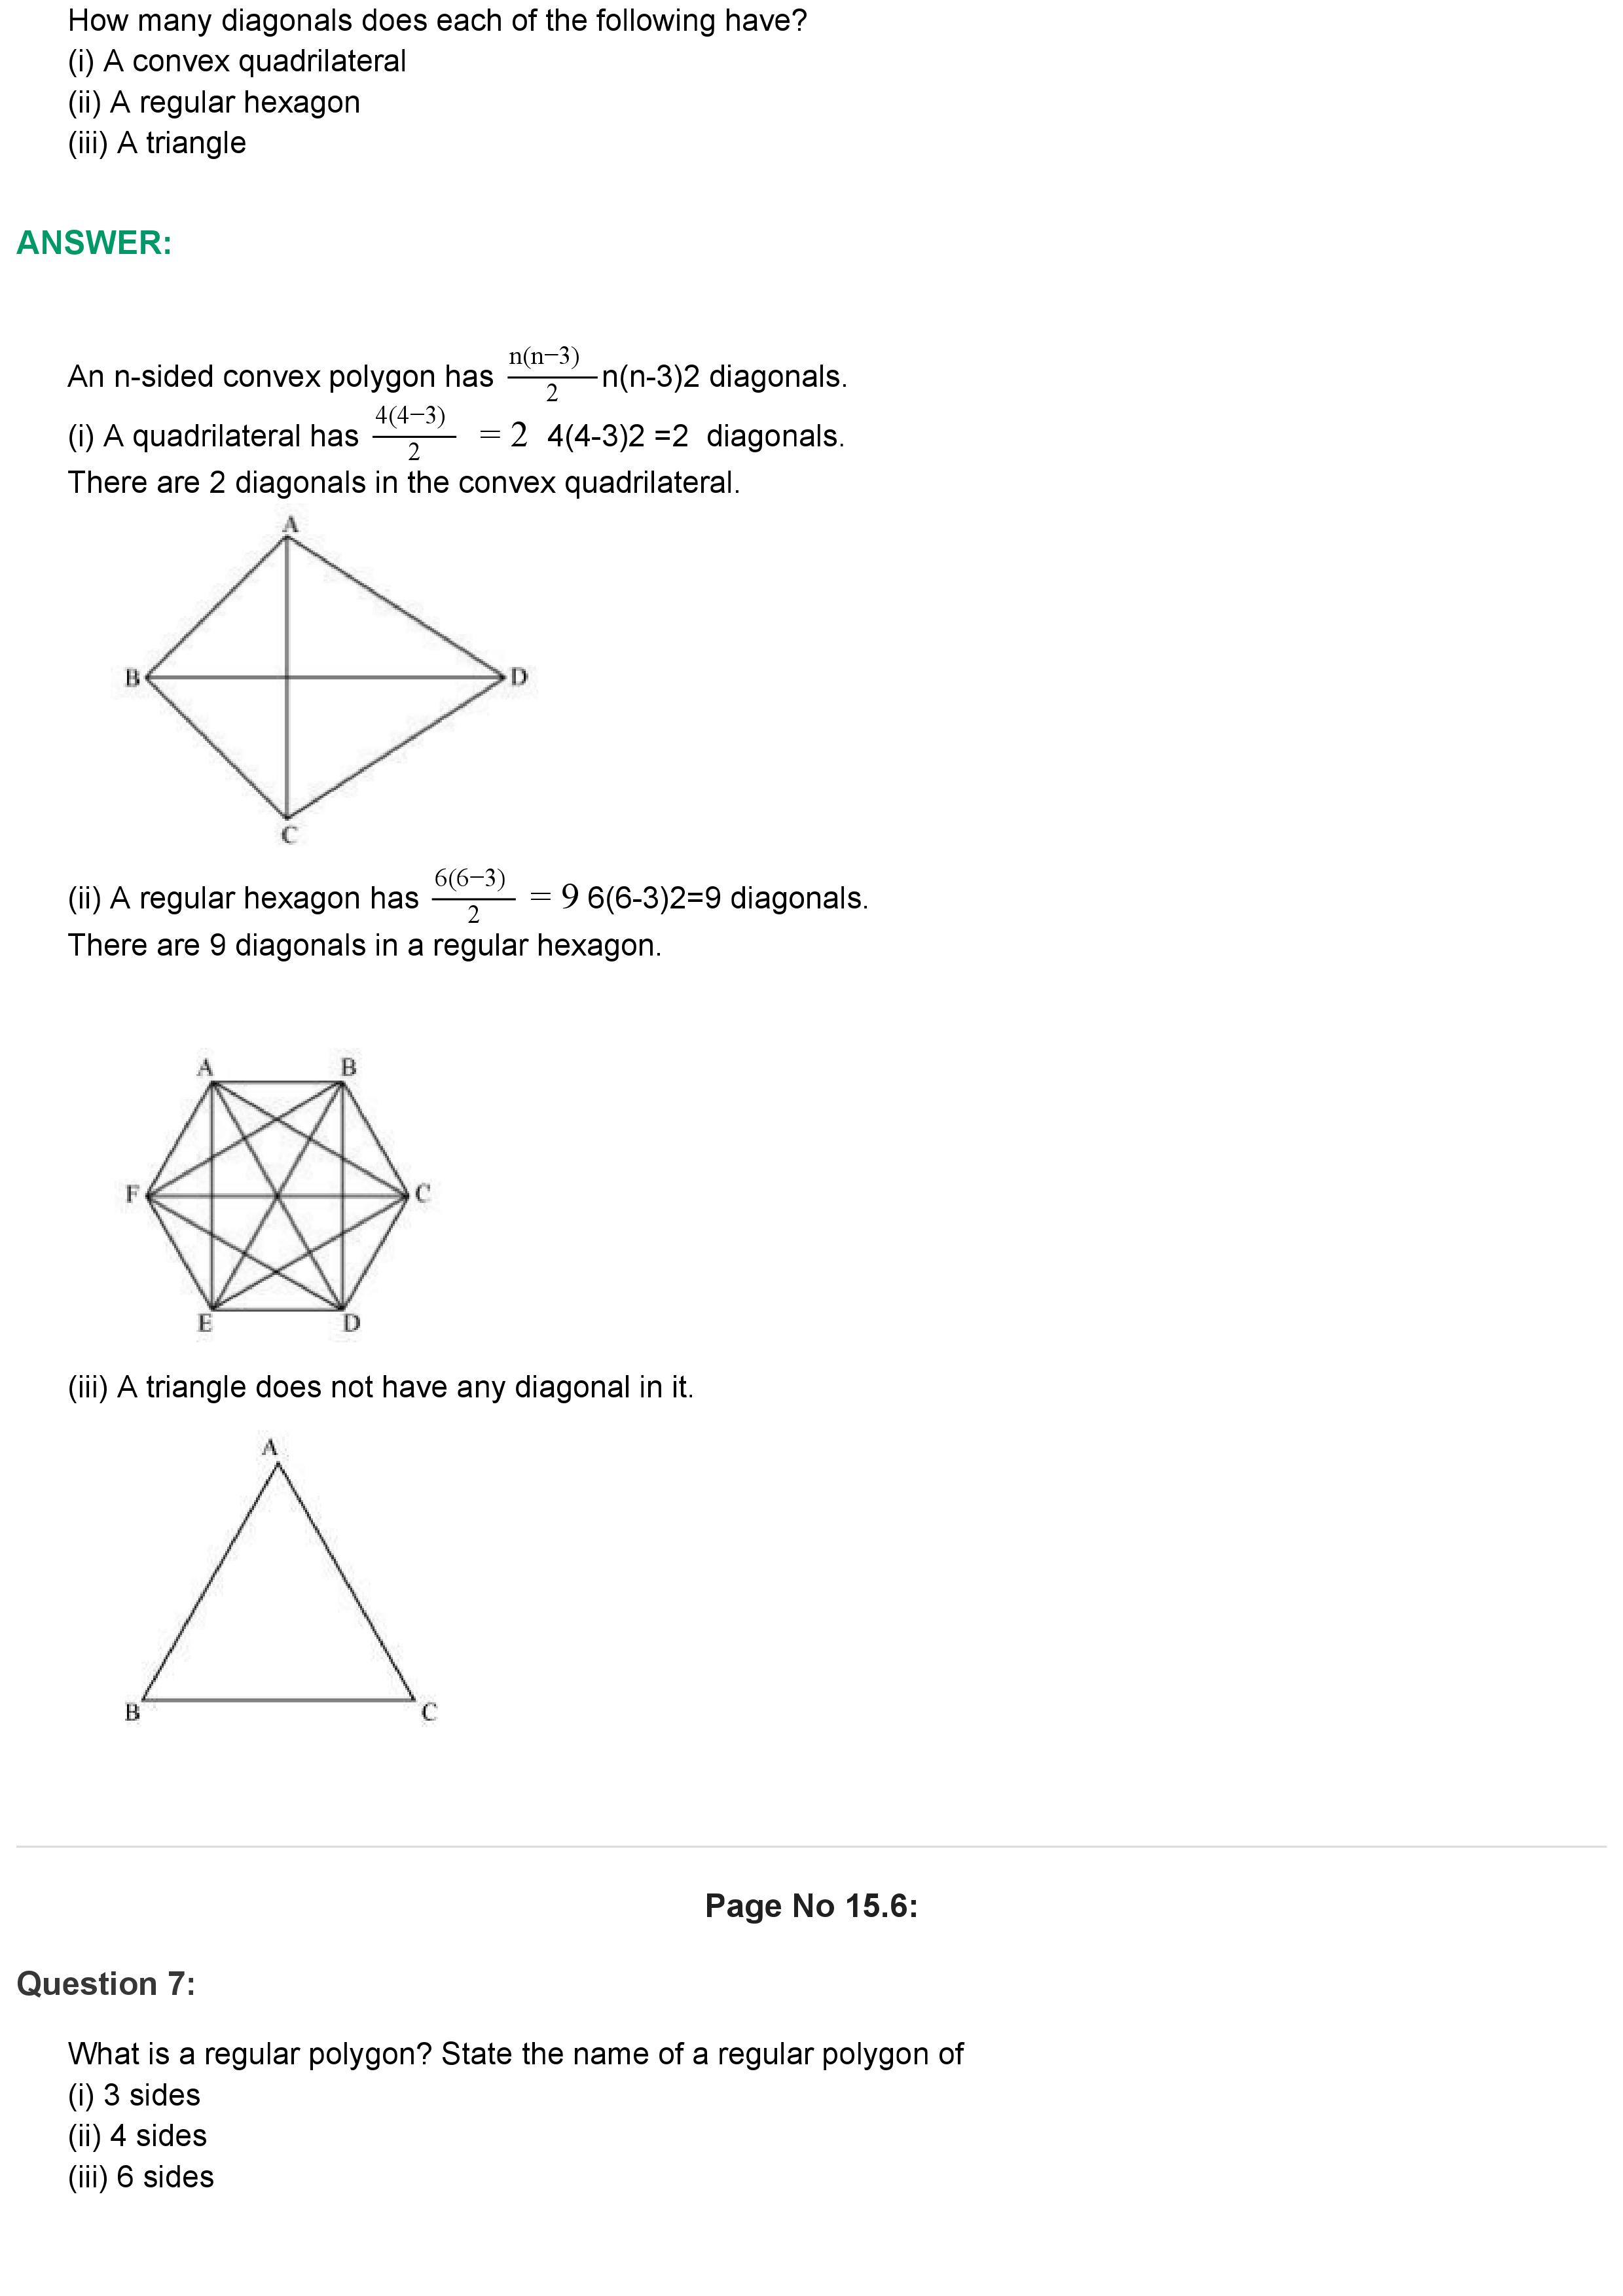 How many diagonals does each of the following have?
(i) A convex quadrilateral
(ii) A regular hexagon
(iii) A triangle
ANSWER:
An n-sided convex polygon has n(n−3)/2 n(n-3)2 diagonals.
(i) A quadrilateral has 4(4−3)/2 = 2 4(4-3)2 =2 diagonals.
There are 2 diagonals in the convex quadrilateral.
A
B D
C
(ii) A regular hexagon has 6(6−3)/2 = 9 6(6-3)2=9 diagonals.
There are 9 diagonals in a regular hexagon.
A B
F C
E D
(iii) A triangle does not have any diagonal in it.
A
B C
Page No 15.6:
Question 7:
What is a regular polygon? State the name of a regular polygon of
(i) 3 sides
(ii) 4 sides
(iii) 6 sides